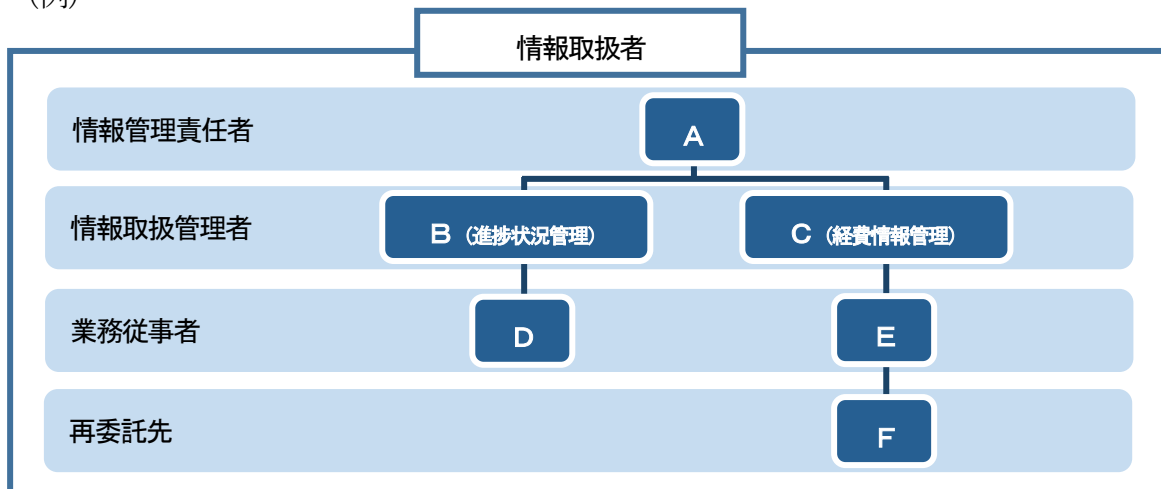 （例）
情報取扱者
情報管理責任者
A
情報取扱管理者
B（進捗状況管理）
C（経費情報管理）
業務従事者
D
E
再委託先
F